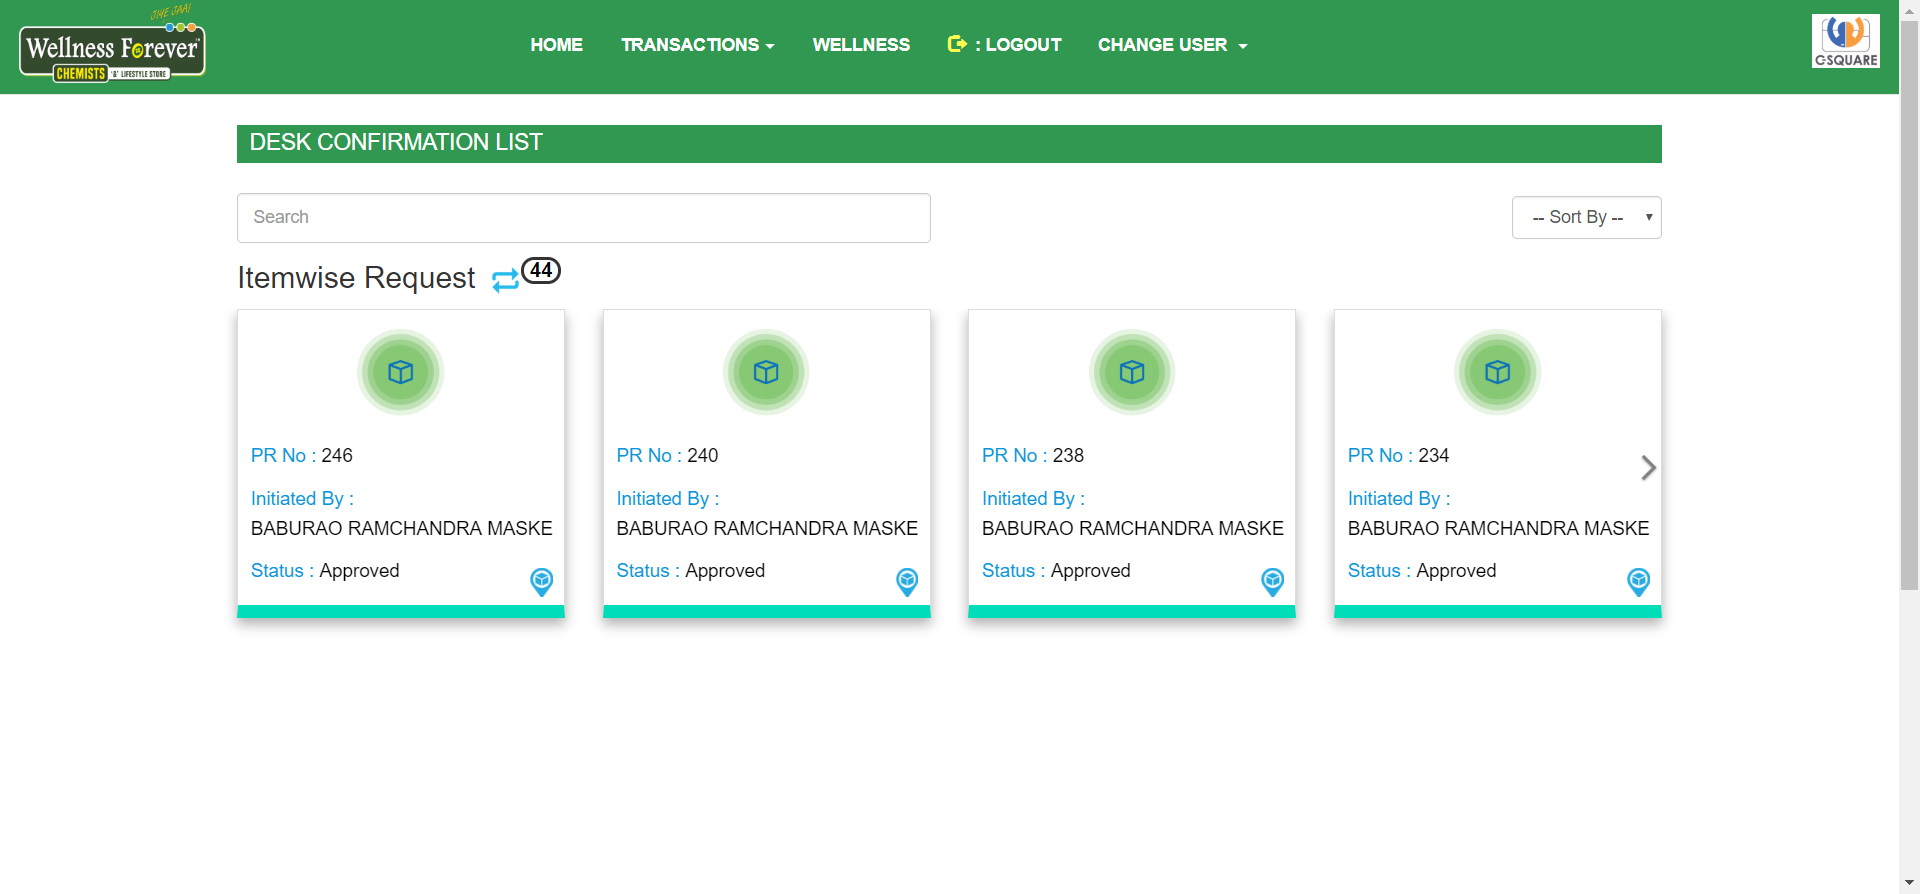 JIYE JAAI
Wellness Forever
CHEMISTS '&' LIFESTYLE STORE
HOME TRANSACTIONS WELLNESS : LOGOUT CHANGE USER
C-SQUARE
DESK CONFIRMATION LIST
Search
-- Sort By --
Itemwise Request 44
PR No : 246
Initiated By :
BABURAO RAMCHANDRA MASKE
Status : Approved
PR No : 240
Initiated By :
BABURAO RAMCHANDRA MASKE
Status : Approved
PR No : 238
Initiated By :
BABURAO RAMCHANDRA MASKE
Status : Approved
PR No : 234
Initiated By :
BABURAO RAMCHANDRA MASKE
Status : Approved